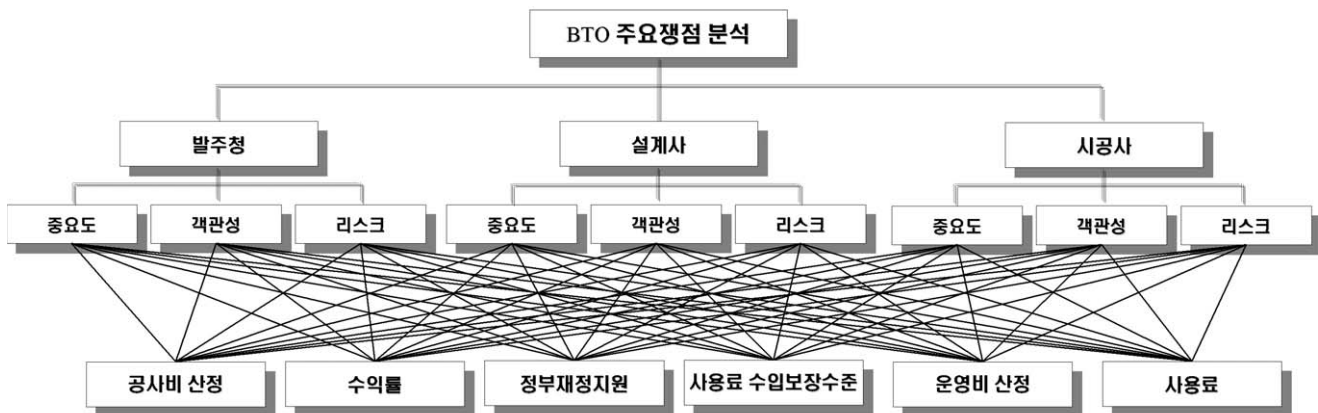 BTO 주요쟁점 분석
발주청
설계사
시공사
중요도
객관성
리스크
중요도
객관성
리스크
중요도
객관성
리스크
공사비 산정
수익률
정부재정지원
사용료 수입보장수준
운영비 산정
사용료